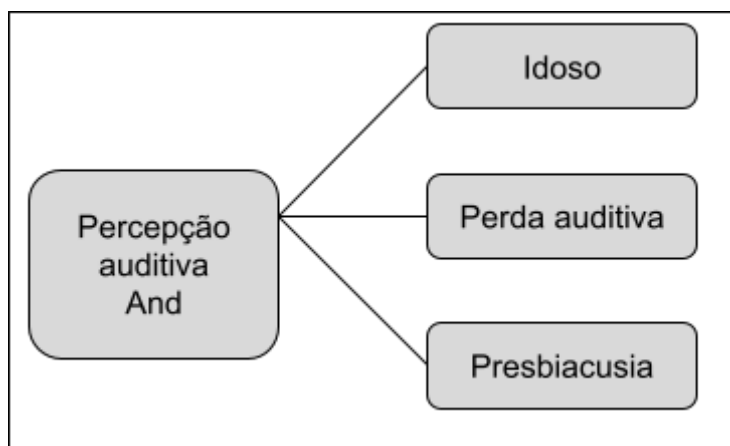 Percepção
auditiva
And
Idoso
Perda auditiva
Presbiacusia